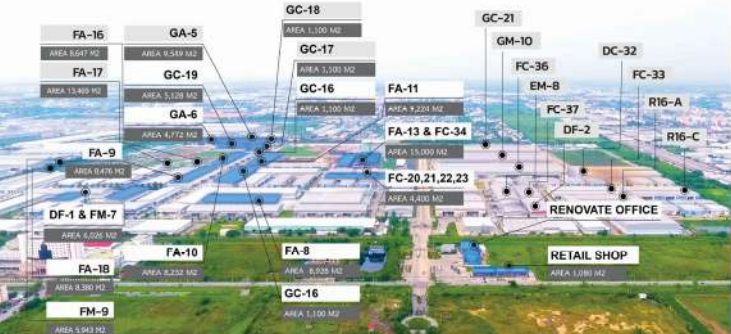 FA-16
AREA 8,647 M2
FA-17
AREA 13,465 M2
GA-5
AREA 9,549 M2
GC-19
AREA 5,128 M2
GA-6
AREA 4,772 M2
FA-9
AREA 8,476 M2
GC-18
AREA 1,100 M2
GC-17
AREA 1,100 M2
GC-16
AREA 1,100 M2
FA-11
AREA 9,224 M2
FA-13 & FC-34
AREA 15,000 M2
FC-20,21,22,23
AREA 4,400 M2
GC-21
GM-10
FC-36
EM-8
FC-37
DF-2
DC-32
FC-33
R16-A
R16-C
DF-1 & FM-7
AREA 6,026 M2
FA-18
AREA 8,380 M2
FM-9
AREA 5,943 M2
FA-10
AREA 8,232 M2
FA-8
AREA 8,928 M2
GC-16
AREA 1,100 M2
RENOVATE OFFICE
RETAIL SHOP
AREA 1,080 M2